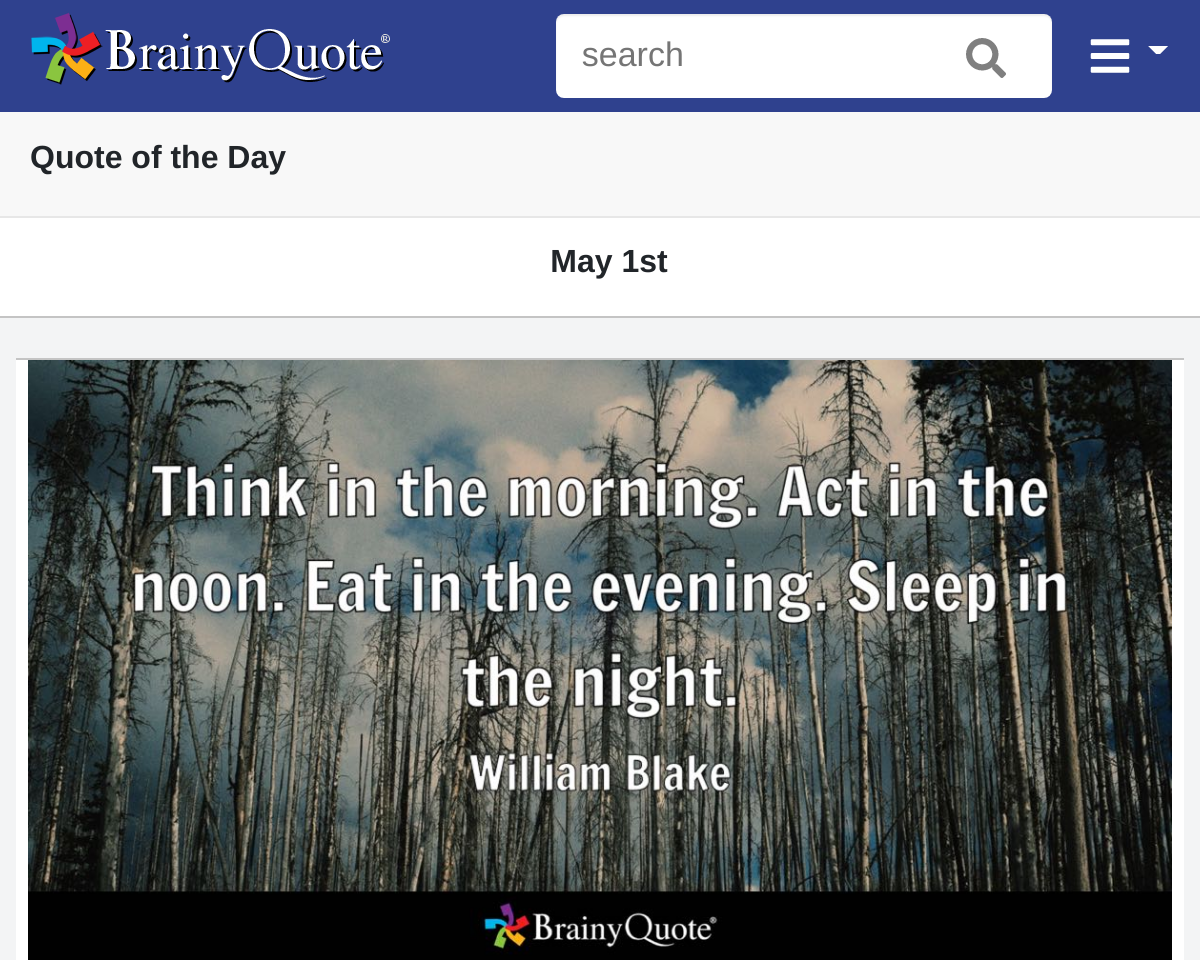 BrainyQuote®
search
Quote of the Day
May 1st
Think in the morning. Act in the
noon. Eat in the evening. Sleep in
the night.
William Blake
BrainyQuote®